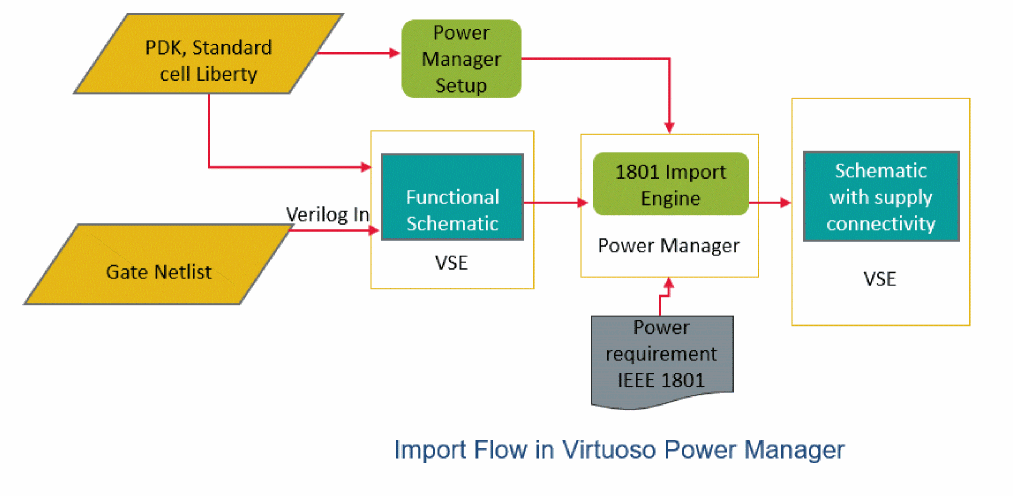 PDK, Standard
cell Liberty
Power
Manager
Setup
Verilog In
Functional
Schematic
VSE
1801 Import
Engine
Power Manager
Schematic
with supply
connectivity
VSE
Gate Netlist
Power
requirement
IEEE 1801
Import Flow in Virtuoso Power Manager